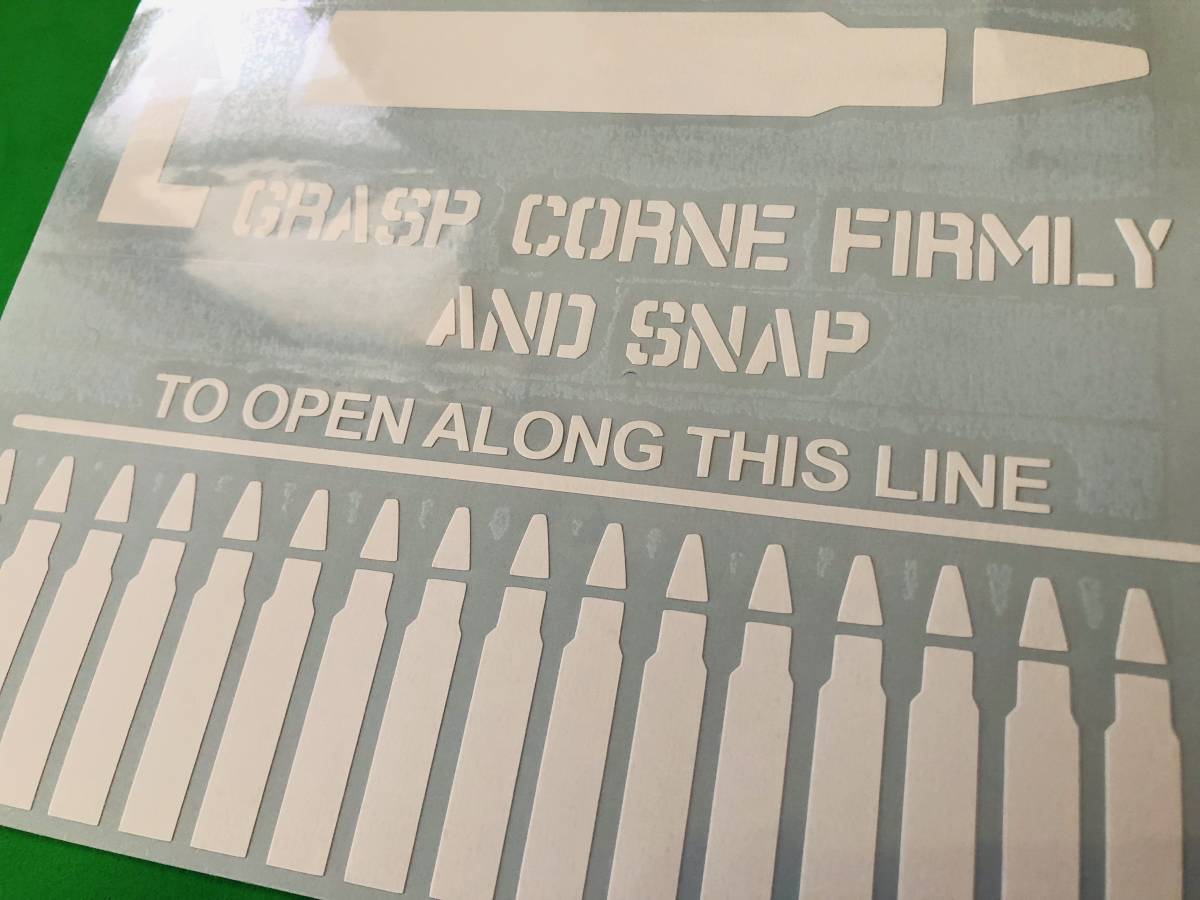 GRASP CORNE FIRMLY
AND SNAP
TO OPEN ALONG THIS LINE